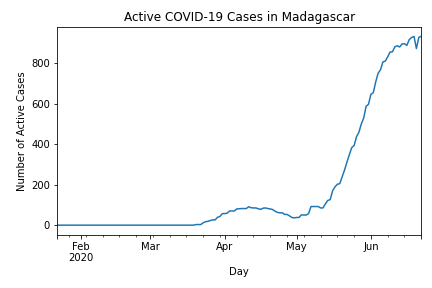 Active COVID-19 Cases in Madagascar
Number of Active Cases
800
600
400
200
0
Feb Mar Apr May Jun
2020
Day